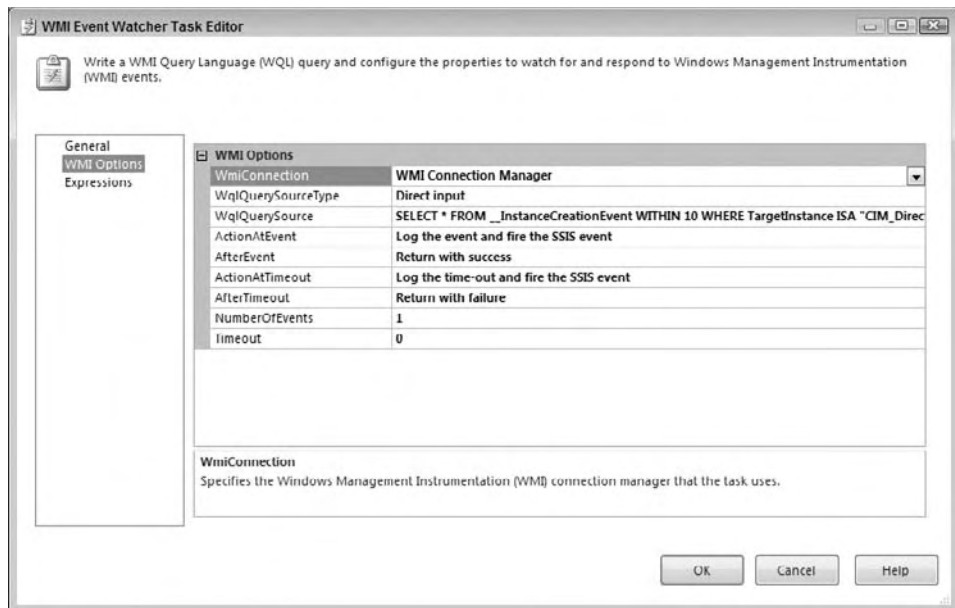 WMI Event Watcher Task Editor
Write a WMI Query Language (WQL) query and configure the properties to watch for and respond to Windows Management Instrumentation
(WMI) events.
General
WMI Options
Expressions
WMI Options
WmiConnection WMI Connection Manager
WqlQuerySourceType Direct input
WqlQuerySource SELECT * FROM __InstanceCreationEvent WITHIN 10 WHERE TargetInstance ISA "CIM_Direc
ActionAtEvent Log the event and fire the SSIS event
AfterEvent Return with success
ActionAtTimeout Log the time-out and fire the SSIS event
AfterTimeout Return with failure
NumberOfEvents 1
Timeout 0
WmiConnection
Specifies the Windows Management Instrumentation (WMI) connection manager that the task uses.
OK Cancel Help